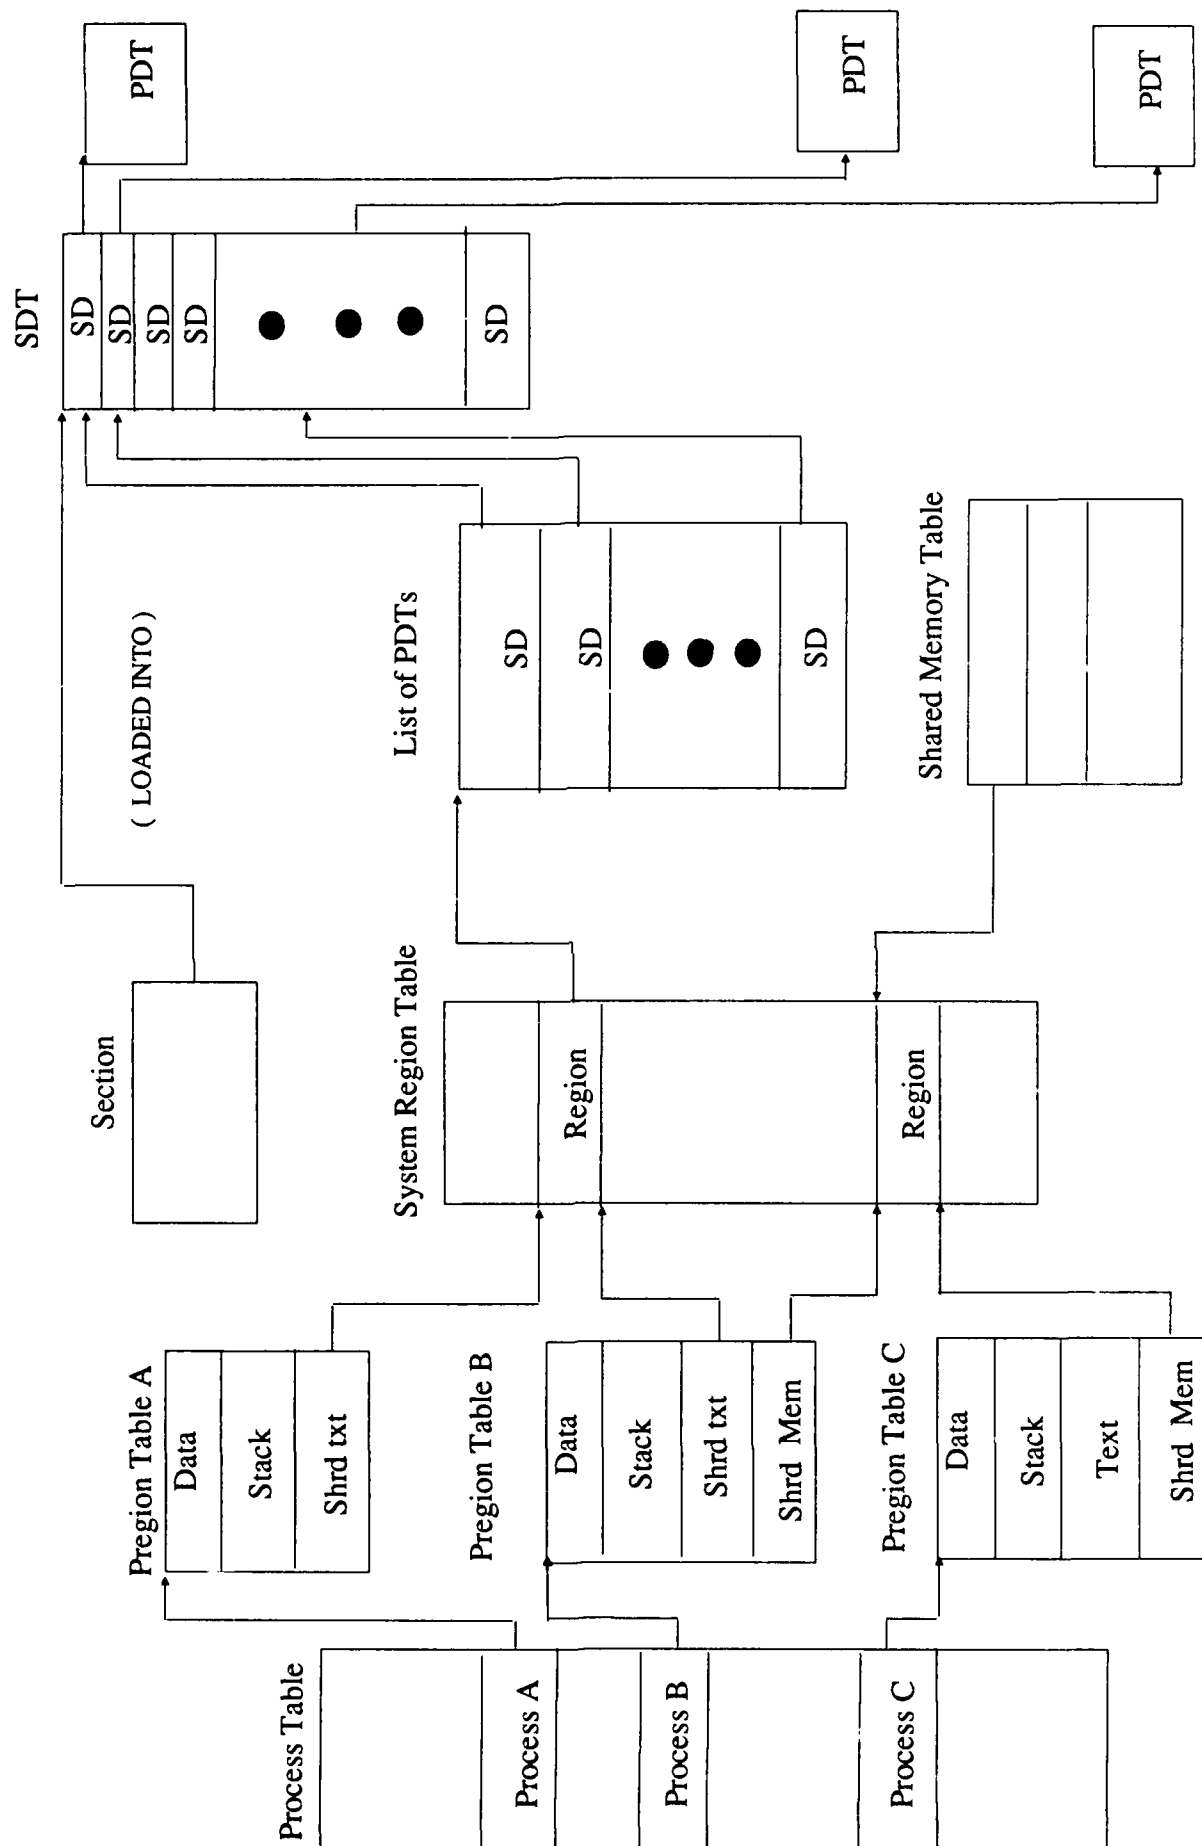 Process Table
Process A
Process B
Process C
Pregion Table A
Data
Stack
Shrd txt
Pregion Table B
Data
Stack
Shrd txt
Shrd Mem
Pregion Table C
Data
Stack
Text
Shrd Mem
Section
System Region Table
Region
Region
( LOADED INTO )
List of PDTs
SD
SD
SD
Shared Memory Table
SDT
SD
SD
SD
SD
SD
PDT
PDT
PDT